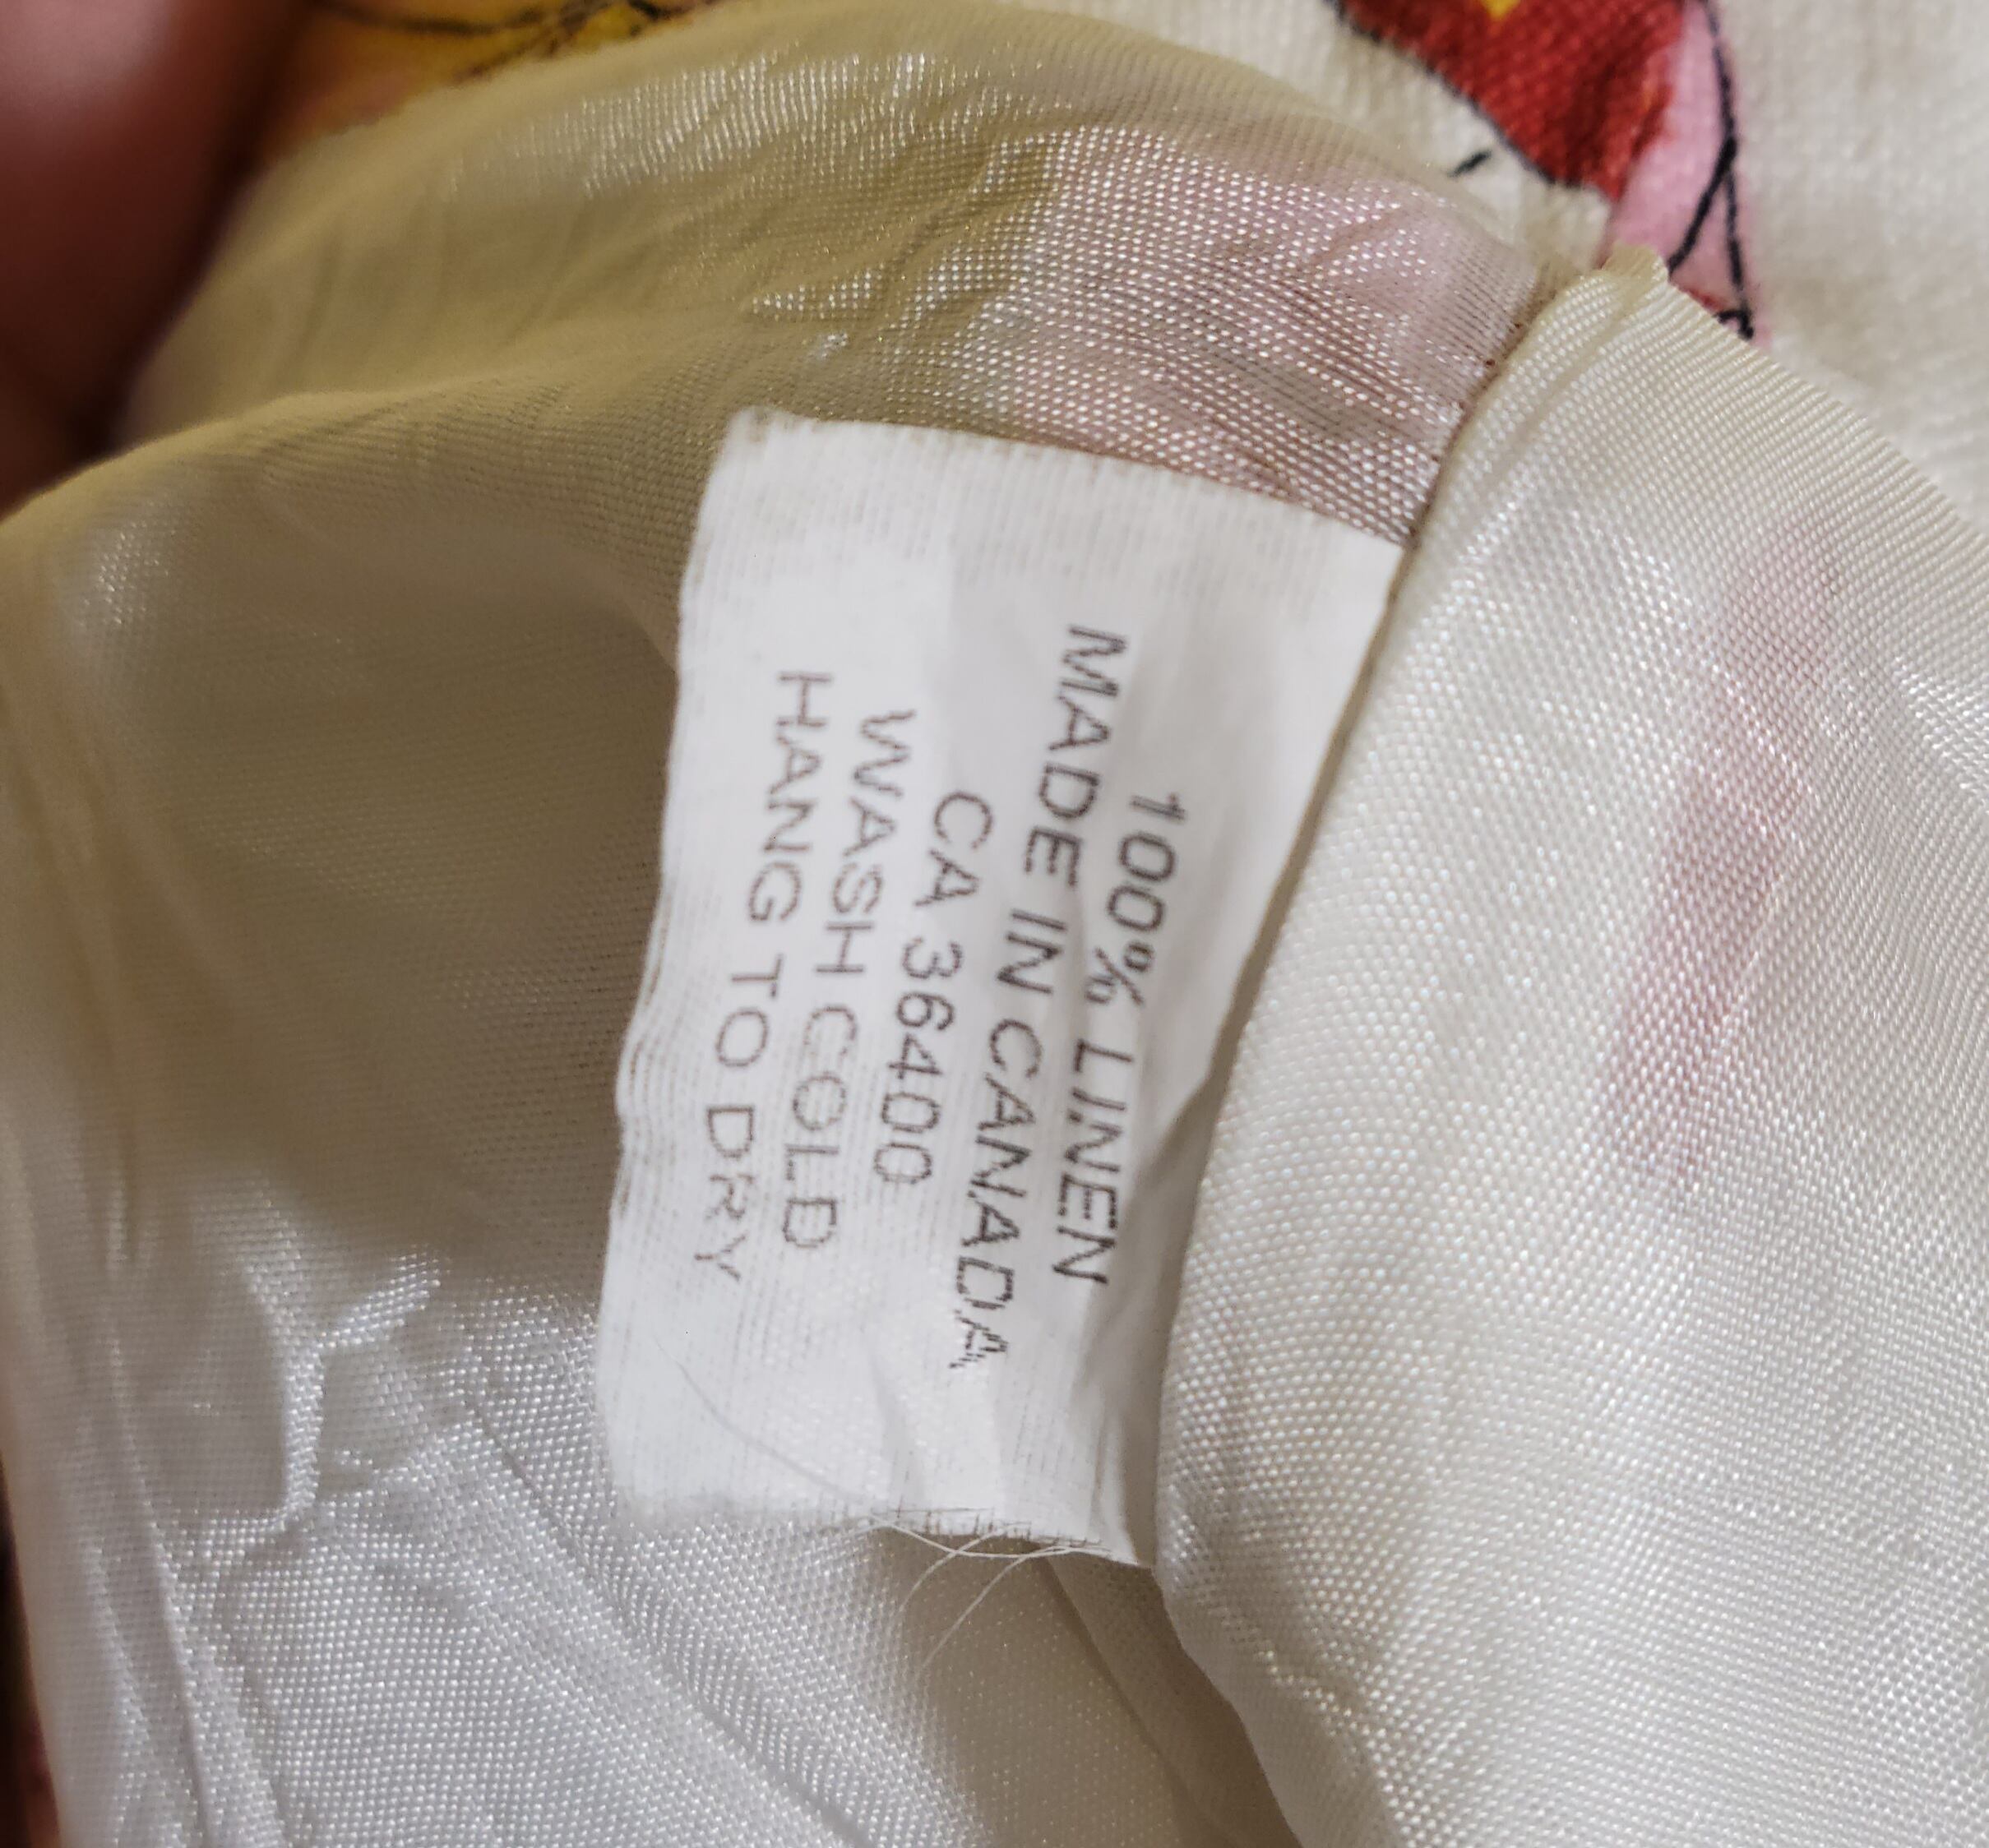 100% LINEN
MADE IN CANADA
CA 36400
WASH COLD
HANG TO DRY